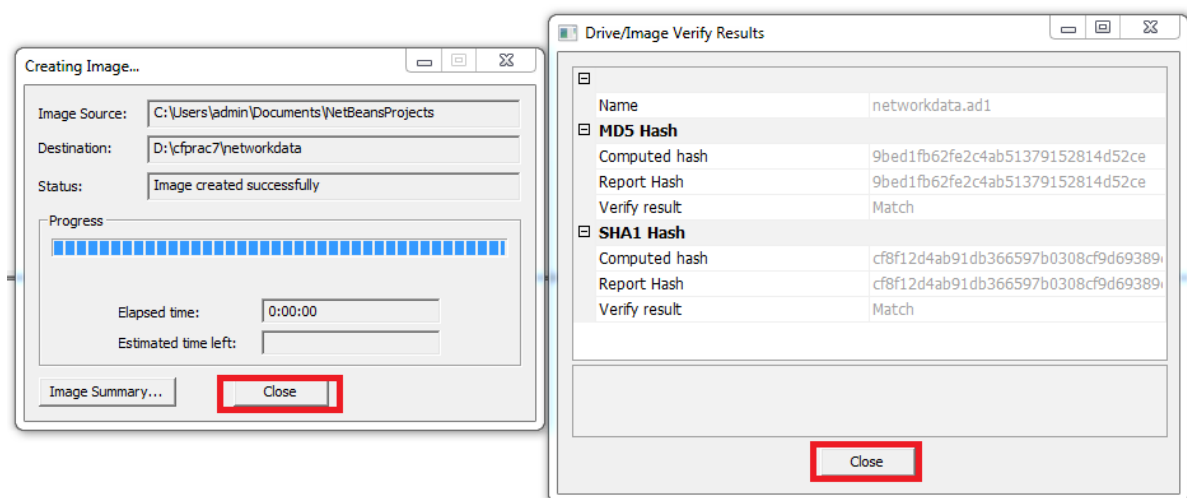 Creating Image...
Image Source: C:\Users\admin\Documents\NetBeansProjects
Destination: D:\cfprac7\networkdata
Status: Image created successfully
Progress
Elapsed time: 0:00:00
Estimated time left:
Image Summary... Close
Drive/Image Verify Results
Name networkdata.ad1
MD5 Hash
Computed hash 9bed1fb62fe2c4ab51379152814d52ce
Report Hash 9bed1fb62fe2c4ab51379152814d52ce
Verify result Match
SHA1 Hash
Computed hash cf8f12d4ab91db366597b0308cf9d69389
Report Hash cf8f12d4ab91db366597b0308cf9d69389
Verify result Match
Close